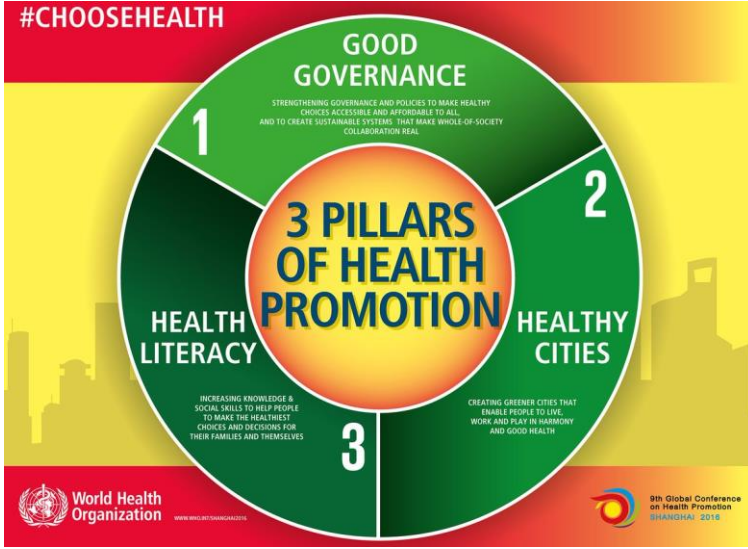 #CHOOSEHEALTH
GOOD
GOVERNANCE
STRENGTHENING GOVERNANCE AND POLICIES TO MAKE HEALTHY
CHOICES ACCESSIBLE AND AFFORDABLE TO ALL,
AND TO CREATE SUSTAINABLE SYSTEMS THAT MAKE WHOLE-OF-SOCIETY
COLLABORATION REAL
1
2
HEALTHY
CITIES
CREATING GREENER CITIES THAT
ENABLE PEOPLE TO LIVE,
WORK AND PLAY IN HARMONY
AND GOOD HEALTH
3 PILLARS
OF HEALTH
PROMOTION
HEALTH
LITERACY
INCREASING KNOWLEDGE &
SOCIAL SKILLS TO HELP PEOPLE
TO MAKE THE HEALTHIEST
CHOICES AND DECISIONS FOR
THEIR FAMILIES AND THEMSELVES
3
World Health
Organization
WWW.WHO.INT/SHANGHAI2016
9th Global Conference
on Health Promotion
SHANGHAI 2016